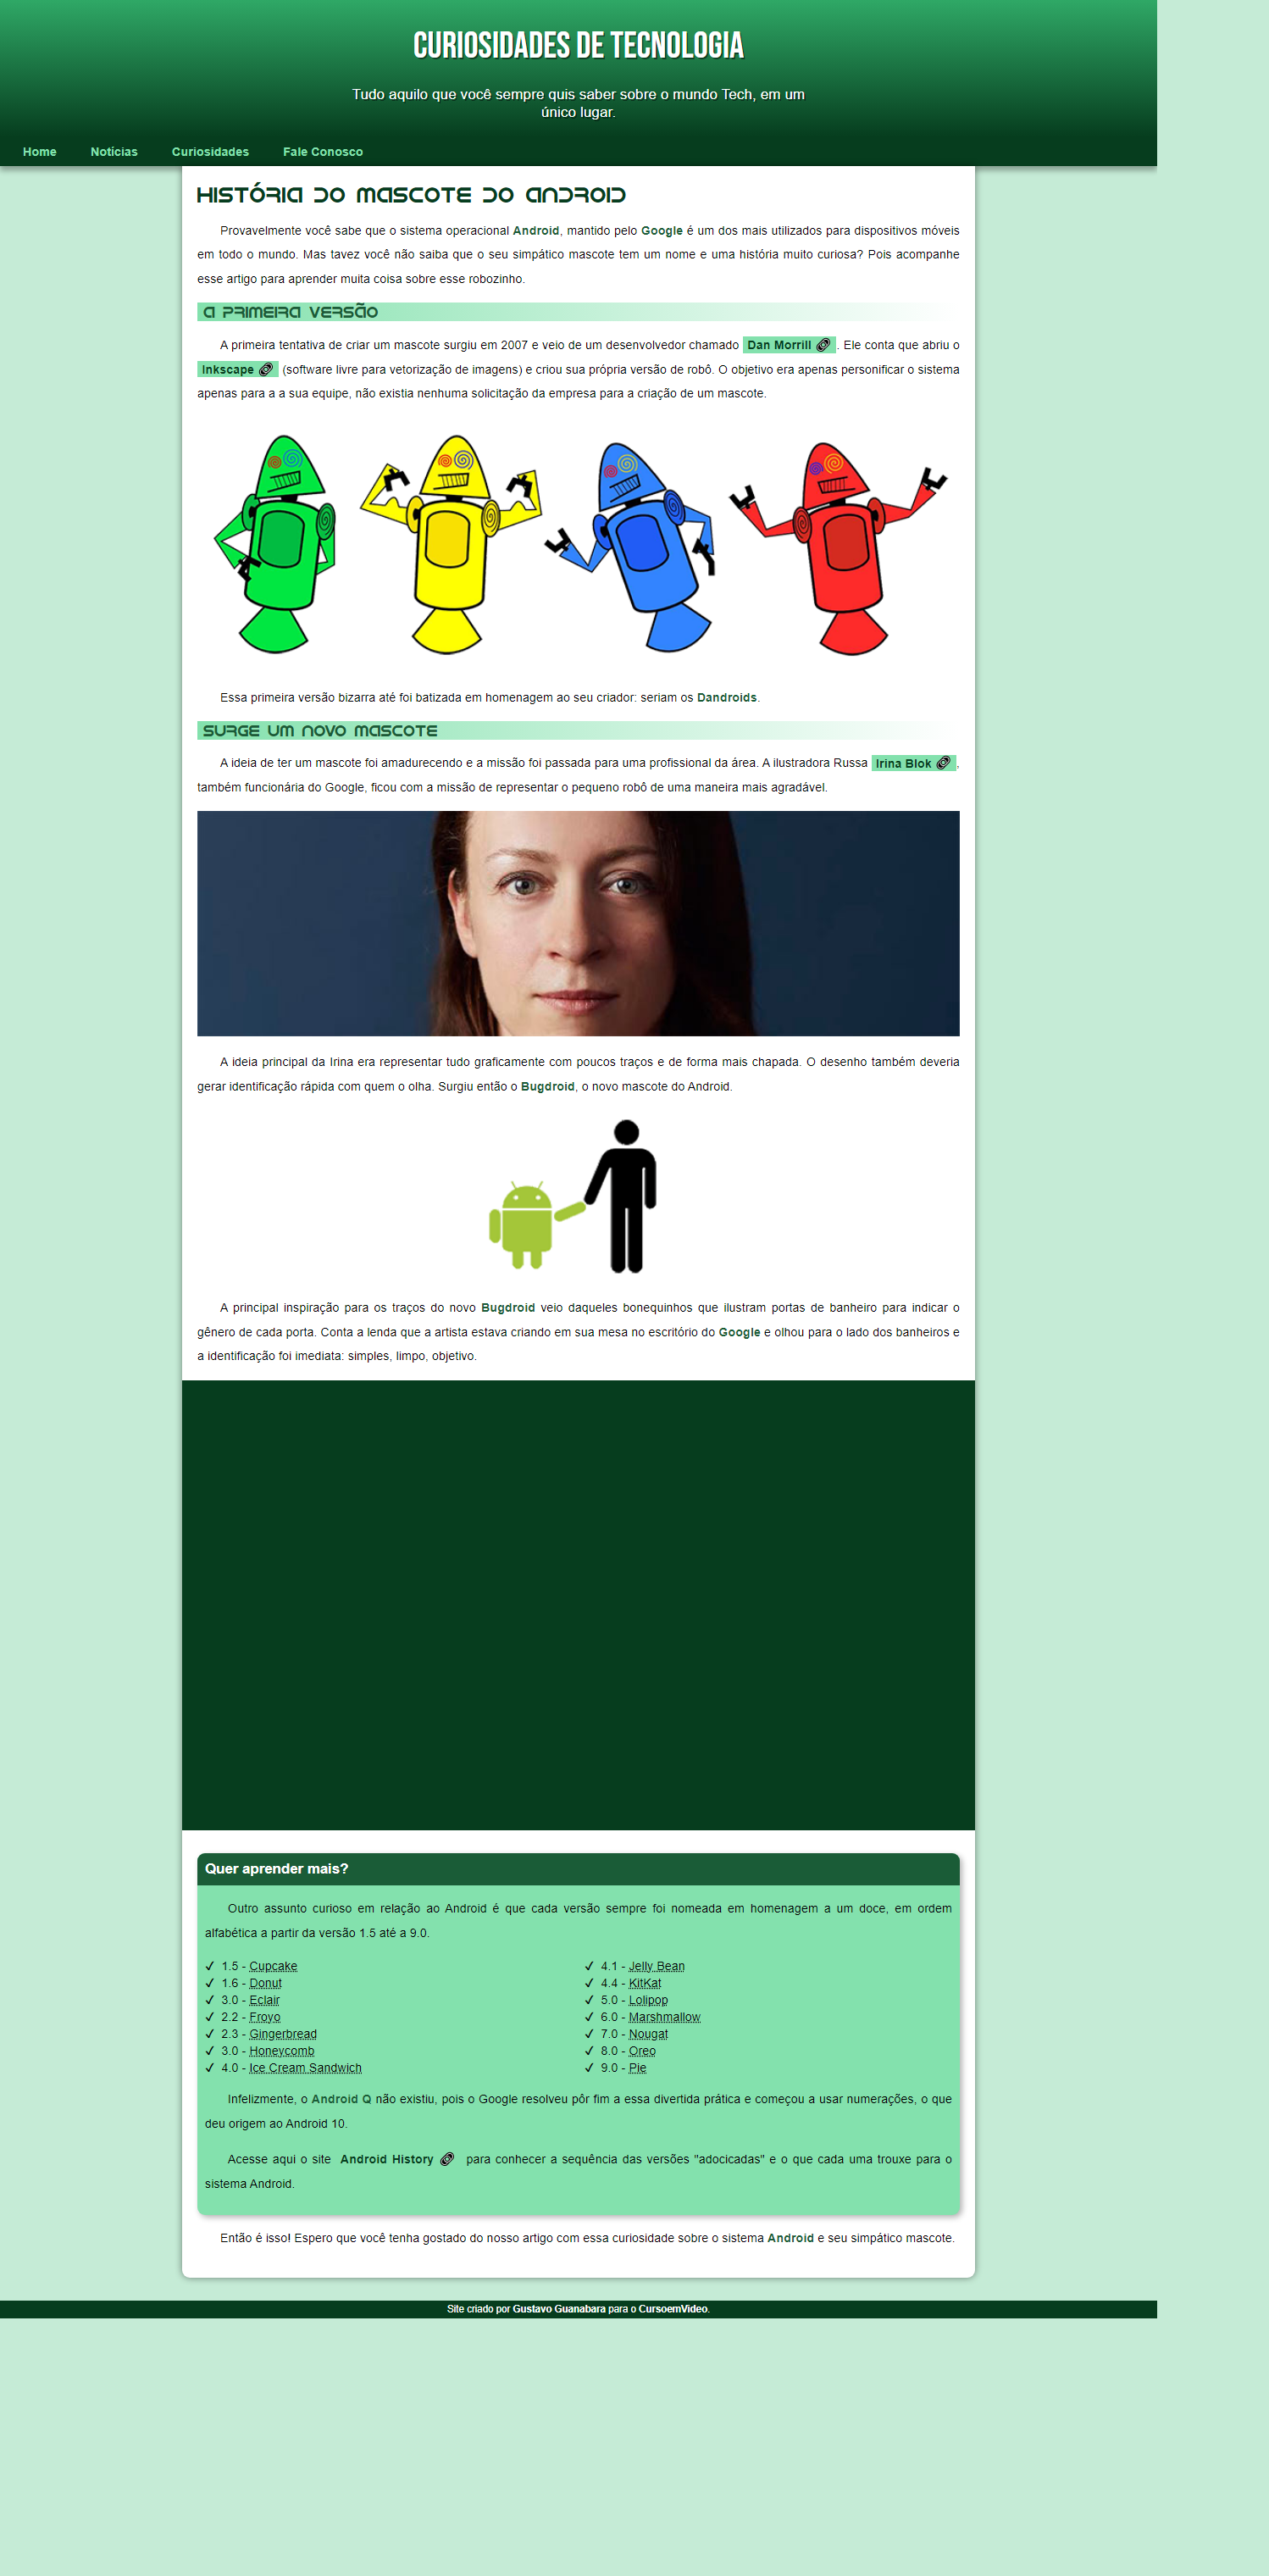 CURIOSIDADES DE TECNOLOGIA
Tudo aquilo que você sempre quis saber sobre o mundo Tech, em um
único lugar.
Home Notícias Curiosidades Fale Conosco
História do Mascote do Android
Provavelmente você sabe que o sistema operacional Android, mantido pelo Google é um dos mais utilizados para dispositivos móveis
em todo o mundo. Mas tavez você não saiba que o seu simpático mascote tem um nome e uma história muito curiosa? Pois acompanhe
esse artigo para aprender muita coisa sobre esse robozinho.
A primeira versão
A primeira tentativa de criar um mascote surgiu em 2007 e veio de um desenvolvedor chamado Dan Morrill . Ele conta que abriu o
Inkscape (software livre para vetorização de imagens) e criou sua própria versão de robô. O objetivo era apenas personificar o sistema
apenas para a a sua equipe, não existia nenhuma solicitação da empresa para a criação de um mascote.
Essa primeira versão bizarra até foi batizada em homenagem ao seu criador: seriam os Dandroids.
Surge um novo mascote
A ideia de ter um mascote foi amadurecendo e a missão foi passada para uma profissional da área. A ilustradora Russa Irina Blok ,
também funcionária do Google, ficou com a missão de representar o pequeno robô de uma maneira mais agradável.
A ideia principal da Irina era representar tudo graficamente com poucos traços e de forma mais chapada. O desenho também deveria
gerar identificação rápida com quem o olha. Surgiu então o Bugdroid, o novo mascote do Android.
A principal inspiração para os traços do novo Bugdroid veio daqueles bonequinhos que ilustram portas de banheiro para indicar o
gênero de cada porta. Conta a lenda que a artista estava criando em sua mesa no escritório do Google e olhou para o lado dos banheiros e
a identificação foi imediata: simples, limpo, objetivo.
Quer aprender mais?
Outro assunto curioso em relação ao Android é que cada versão sempre foi nomeada em homenagem a um doce, em ordem
alfabética a partir da versão 1.5 até a 9.0.
✓ 1.5 - Cupcake
✓ 1.6 - Donut
✓ 3.0 - Eclair
✓ 2.2 - Froyo
✓ 2.3 - Gingerbread
✓ 3.0 - Honeycomb
✓ 4.0 - Ice Cream Sandwich
✓ 4.1 - Jelly Bean
✓ 4.4 - KitKat
✓ 5.0 - Lolipop
✓ 6.0 - Marshmallow
✓ 7.0 - Nougat
✓ 8.0 - Oreo
✓ 9.0 - Pie
Infelizmente, o Android Q não existiu, pois o Google resolveu pôr fim a essa divertida prática e começou a usar numerações, o que
deu origem ao Android 10.
Acesse aqui o site Android History para conhecer a sequência das versões "adocicadas" e o que cada uma trouxe para o
sistema Android.
Então é isso! Espero que você tenha gostado do nosso artigo com essa curiosidade sobre o sistema Android e seu simpático mascote.
Site criado por Gustavo Guanabara para o CursoemVideo.